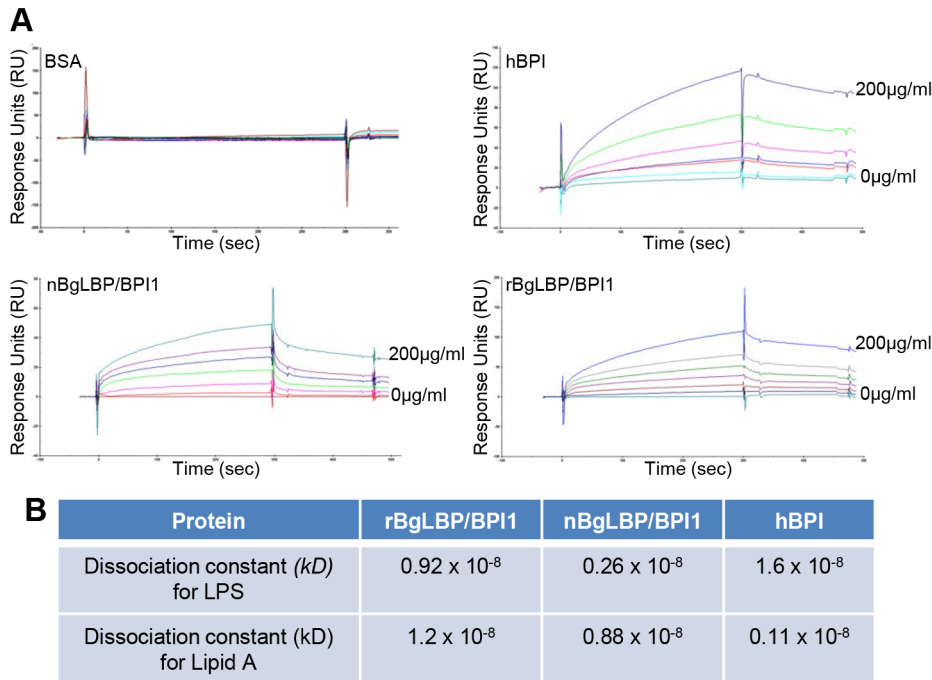 A
BSA
Response Units (RU)
Time (sec)
hBPI
Response Units (RU)
200µg/ml
0µg/ml
Time (sec)
nBgLBP/BPI1
Response Units (RU)
200µg/ml
0µg/ml
Time (sec)
rBgLBP/BPI1
Response Units (RU)
200µg/ml
0µg/ml
Time (sec)
B
Protein rBgLBP/BPI1 nBgLBP/BPI1 hBPI
Dissociation constant (kD)
for LPS 0.92 x 10⁻⁸ 0.26 x 10⁻⁸ 1.6 x 10⁻⁸
Dissociation constant (kD)
for Lipid A 1.2 x 10⁻⁸ 0.88 x 10⁻⁸ 0.11 x 10⁻⁸